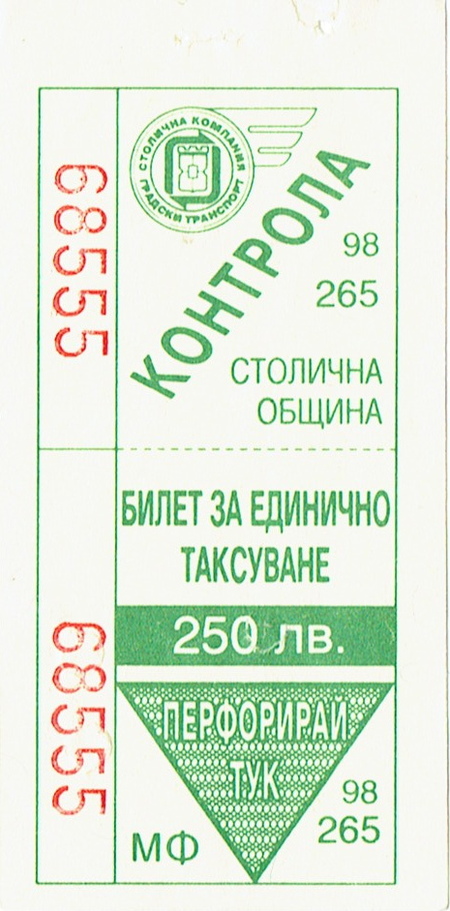 СТОЛИЧНА КОМПАНИЯ
ГРАДСКИ ТРАНСПОРТ
КОНТРОЛА
98
265
СТОЛИЧНА
ОБЩИНА
68555
БИЛЕТ ЗА ЕДИНИЧНО
ТАКСУВАНЕ
250 лв.
ПЕРФОРИРАЙ
ТУК
98
265
МФ
68555